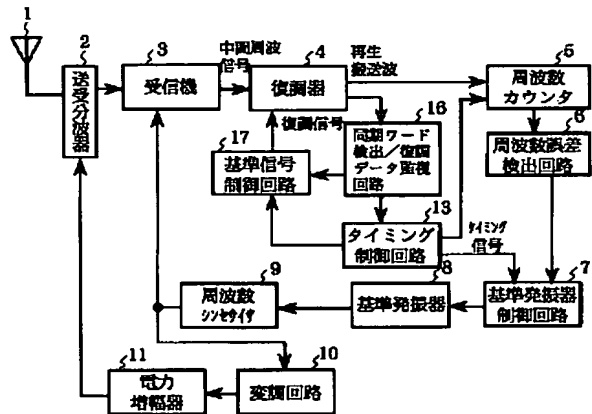 1
2
送受分波器
3
受信機
中間周波
信号
4
復調器
再生
搬送波
5
周波数
カウンタ
6
周波数誤差
検出回路
復調信号
16
同期ワード
検出/復調
データ監視
回路
17
基準信号
制御回路
13
タイミング
制御回路
タイミング
信号
7
基準発振器
制御回路
8
基準発振器
9
周波数
シンセサイザ
10
変調回路
11
電力
増幅器